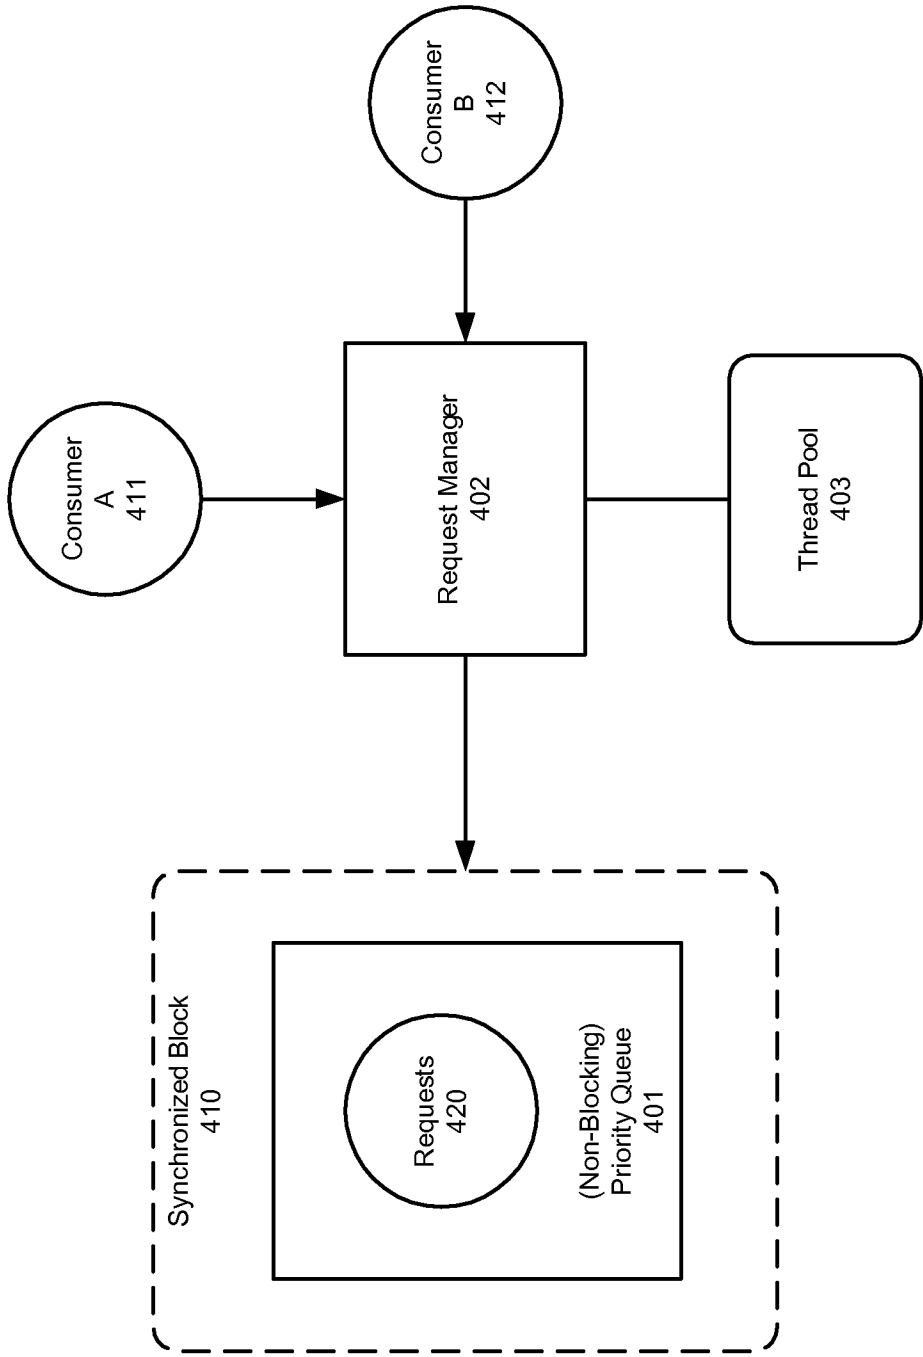 Synchronized Block
410
Requests
420
(Non-Blocking)
Priority Queue
401
Consumer
A
411
Request Manager
402
Thread Pool
403
Consumer
B
412